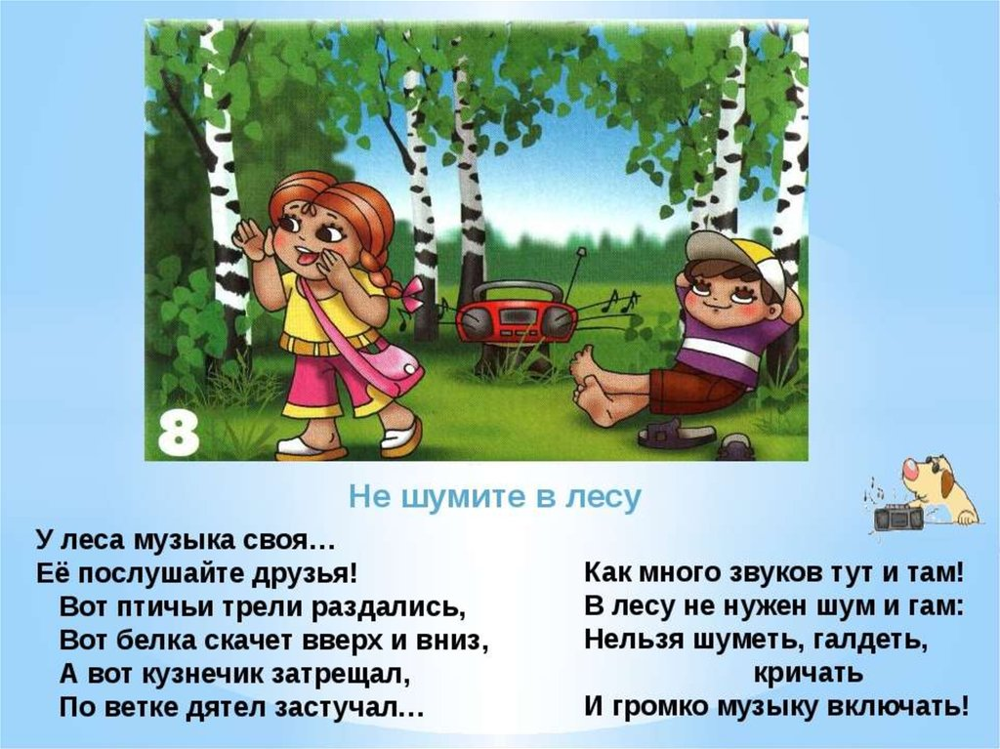 8
Не шумите в лесу
У леса музыка своя…
Её послушайте друзья!
Вот птичьи трели раздались,
Вот белка скачет вверх и вниз,
А вот кузнечик затрещал,
По ветке дятел застучал…
Как много звуков тут и там!
В лесу не нужен шум и гам:
Нельзя шуметь, галдеть,
кричать
И громко музыку включать!